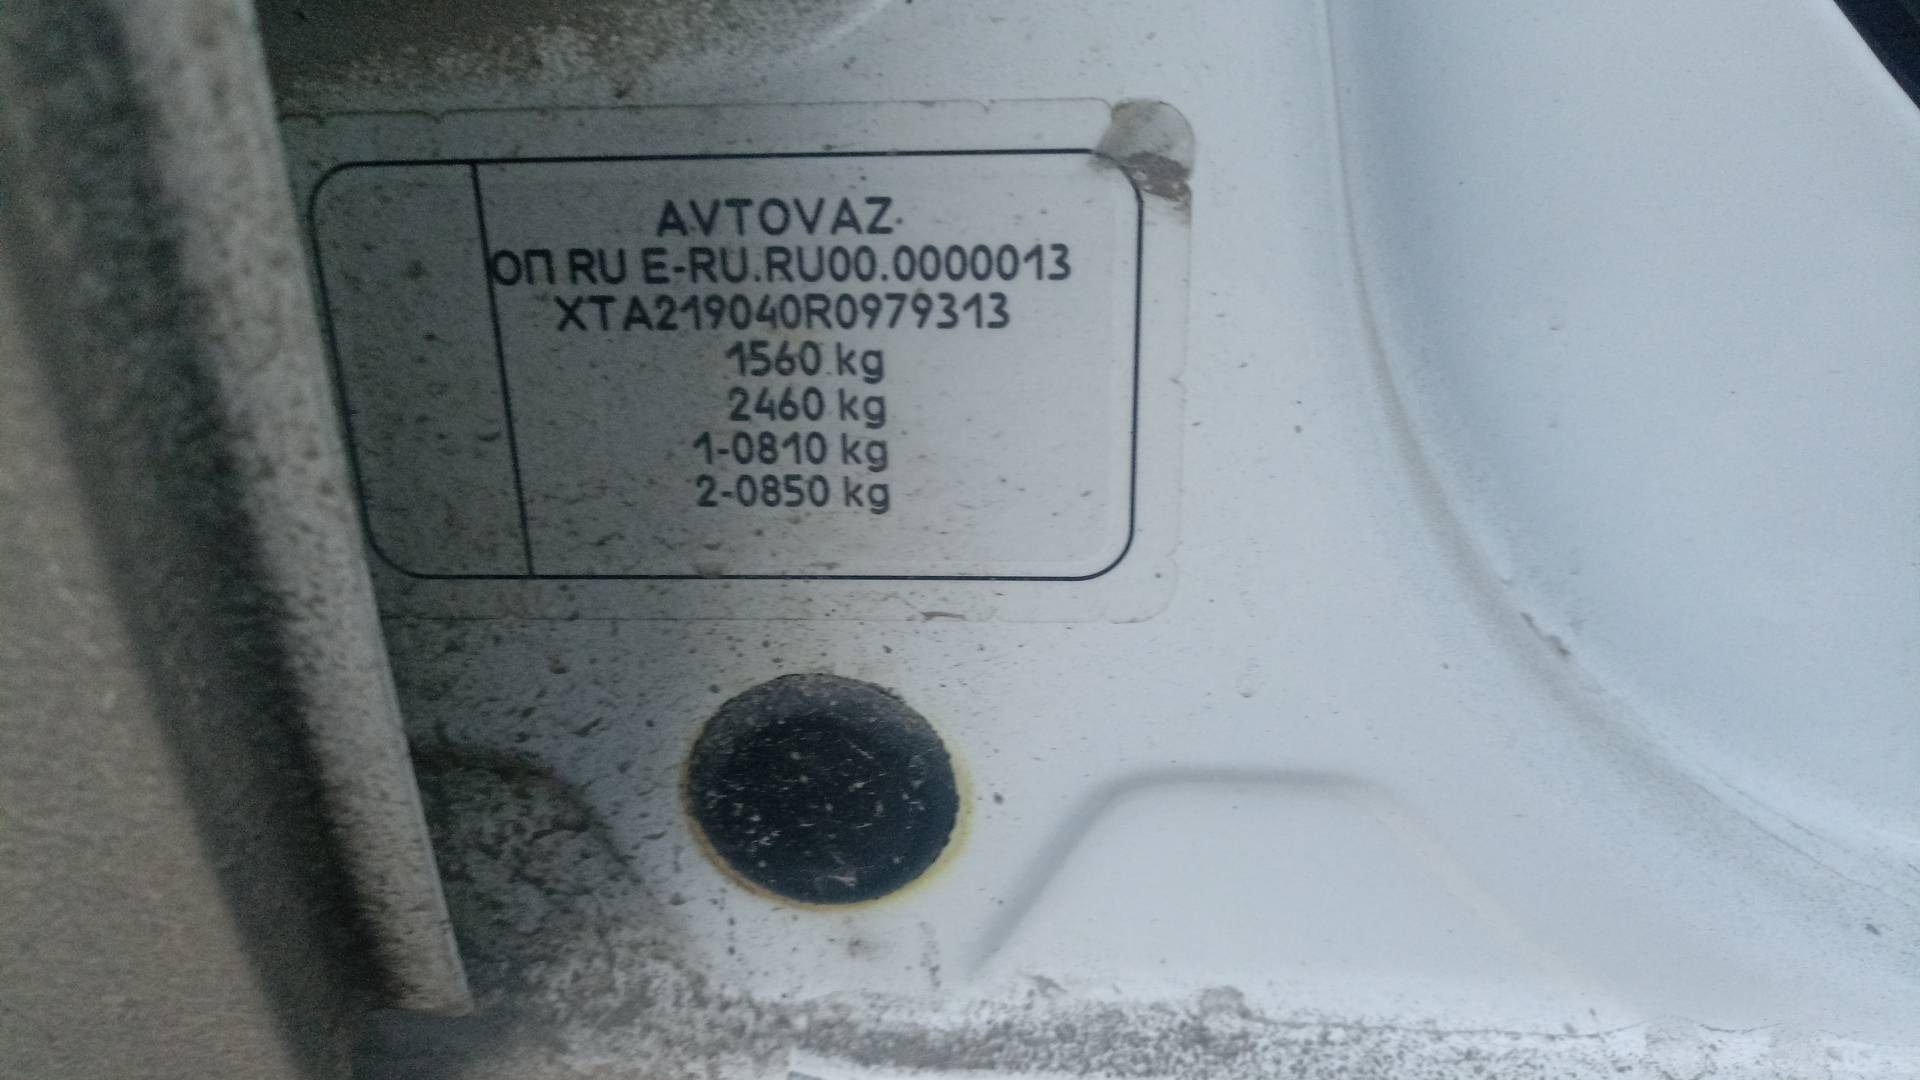 AVTOVAZ
ОП RU E-RU.RU00.0000013
XTA219040R0979313
1560 kg
2460 kg
1-0810 kg
2-0850 kg